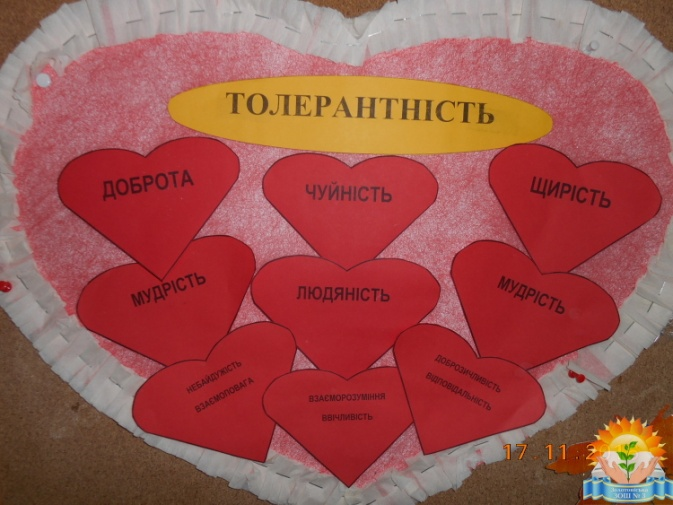 ТОЛЕРАНТНІСТЬ
ДОБРОТА
ЧУЙНІСТЬ
ЩИРІСТЬ
МУДРІСТЬ
ЛЮДЯНІСТЬ
МУДРІСТЬ
НЕБАЙДУЖІСТЬ
ВЗАЄМОПОВАГА
ВЗАЄМОРОЗУМІННЯ
ВВІЧЛИВІСТЬ
ДОБРОЗИЧЛИВІСТЬ
ВІДПОВІДАЛЬНІСТЬ
17 11